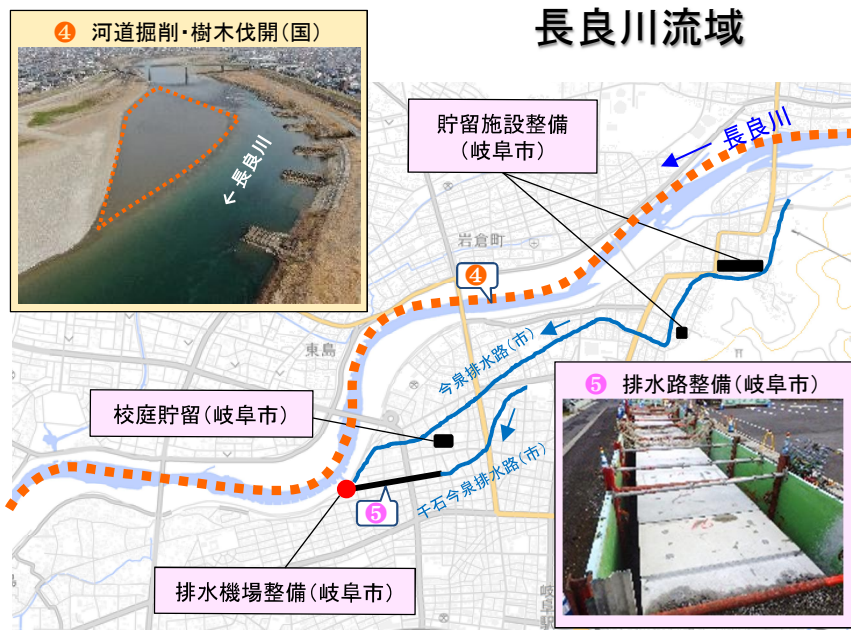 長良川流域
❹ 河道掘削・樹木伐開(国)
← 長良川
貯留施設整備
(岐阜市)
長良川
岩倉町
❹
東島
今泉排水路(市)
校庭貯留(岐阜市)
❺ 排水路整備(岐阜市)
千石今泉排水路(市)
❺
排水機場整備(岐阜市)
岐阜駅